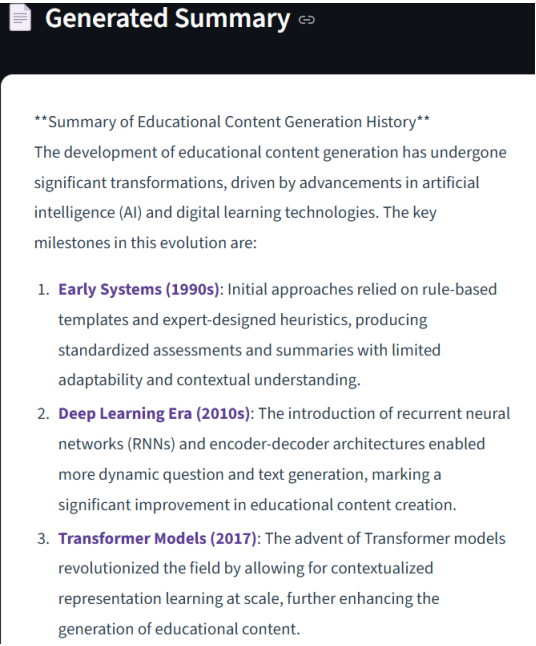 Generated Summary
**Summary of Educational Content Generation History**
The development of educational content generation has undergone
significant transformations, driven by advancements in artificial
intelligence (AI) and digital learning technologies. The key
milestones in this evolution are:
1. Early Systems (1990s): Initial approaches relied on rule-based
templates and expert-designed heuristics, producing
standardized assessments and summaries with limited
adaptability and contextual understanding.
2. Deep Learning Era (2010s): The introduction of recurrent neural
networks (RNNs) and encoder-decoder architectures enabled
more dynamic question and text generation, marking a
significant improvement in educational content creation.
3. Transformer Models (2017): The advent of Transformer models
revolutionized the field by allowing for contextualized
representation learning at scale, further enhancing the
generation of educational content.